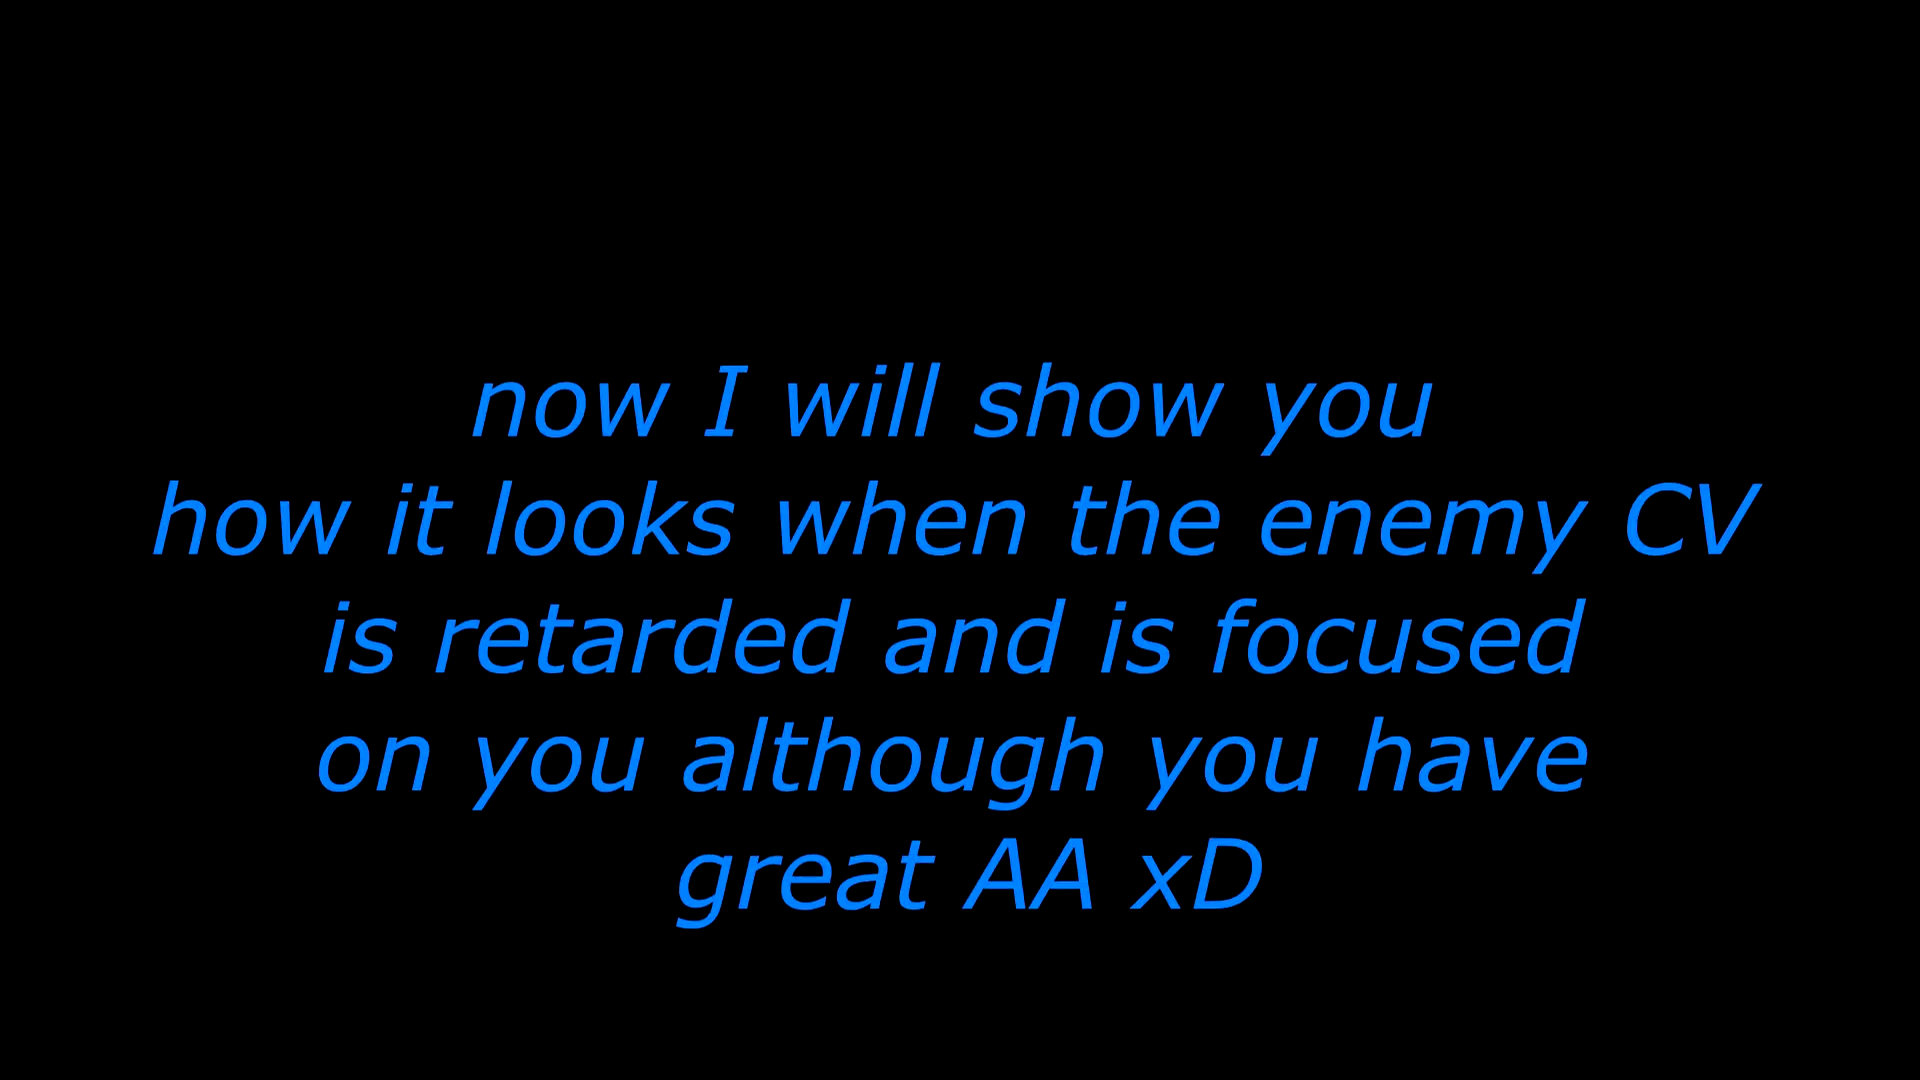 now I will show you
how it looks when the enemy CV
is retarded and is focused
on you although you have
great AA xD